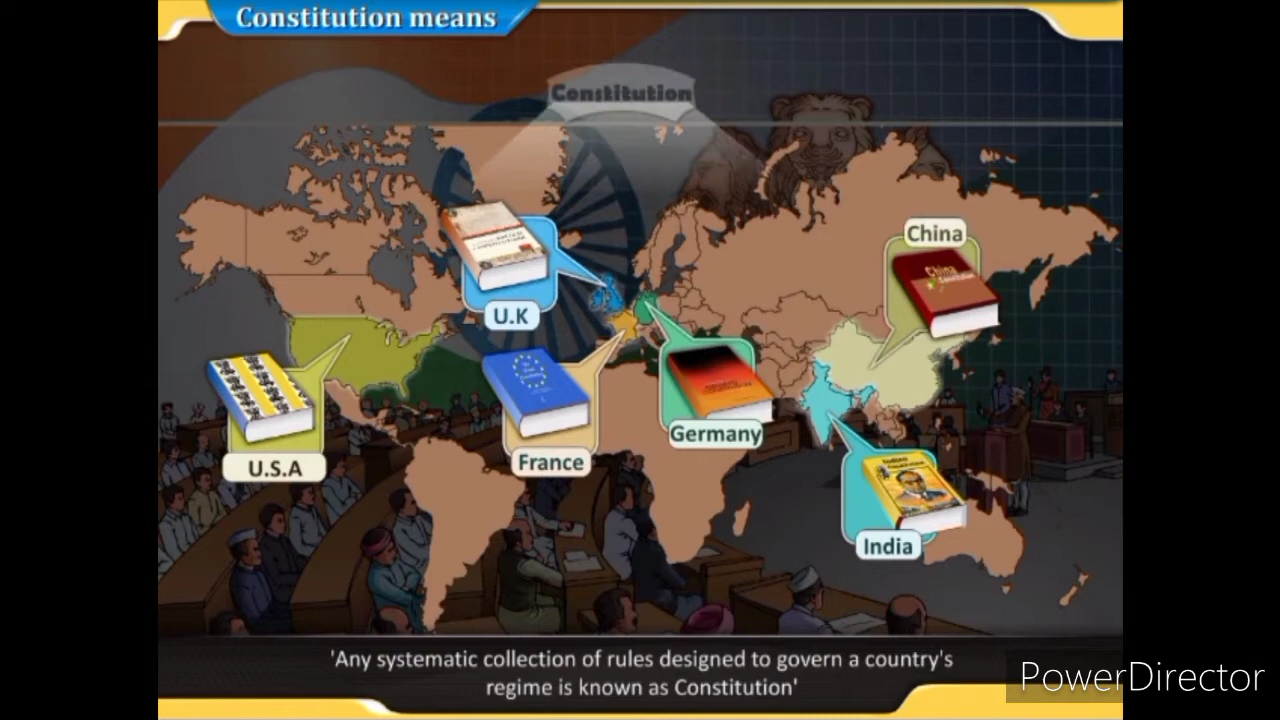 Constitution means
Constitution
China
China
U.K
U.S.A
France
Germany
India
'Any systematic collection of rules designed to govern a country's
regime is known as Constitution'
PowerDirector